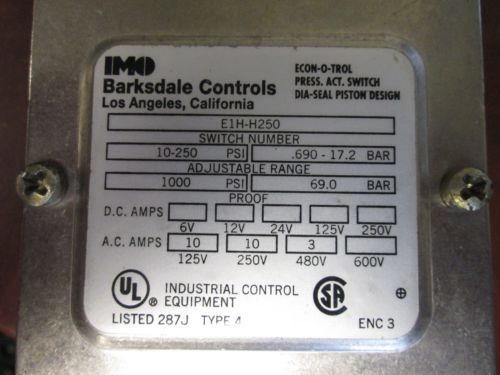 IMO
Barksdale Controls
Los Angeles, California
ECON-O-TROL
PRESS. ACT. SWITCH
DIA-SEAL PISTON DESIGN
E1H-H250
SWITCH NUMBER
10-250 PSI .690 - 17.2 BAR
ADJUSTABLE RANGE
1000 PSI 69.0 BAR
PROOF
D.C. AMPS
6V 12V 24V 125V 250V
A.C. AMPS 10 10 3
125V 250V 480V 600V
UL ® INDUSTRIAL CONTROL
EQUIPMENT
LISTED 287J TYPE 4
SA
ENC 3